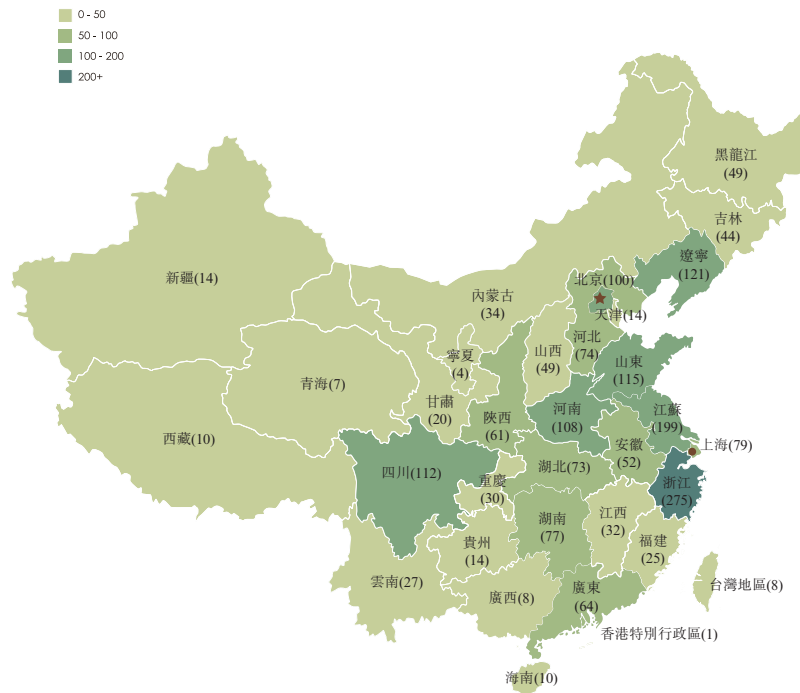 0 - 50
50 - 100
100 - 200
200+
黑龍江
(49)
吉林
(44)
遼寧
(121)
新疆(14)
北京(100)
內蒙古
(34)
天津(14)
河北
(74)
山西
(49)
寧夏
(4)
山東
(115)
青海(7)
甘肅
(20)
陝西
(61)
河南
(108)
江蘇
(199)
西藏(10)
上海(79)
安徽
(52)
四川(112)
湖北(73)
重慶
(30)
浙江
(275)
湖南
(77)
江西
(32)
福建
(25)
貴州
(14)
雲南(27)
廣西(8)
廣東
(64)
台灣地區(8)
香港特別行政區(1)
海南(10)